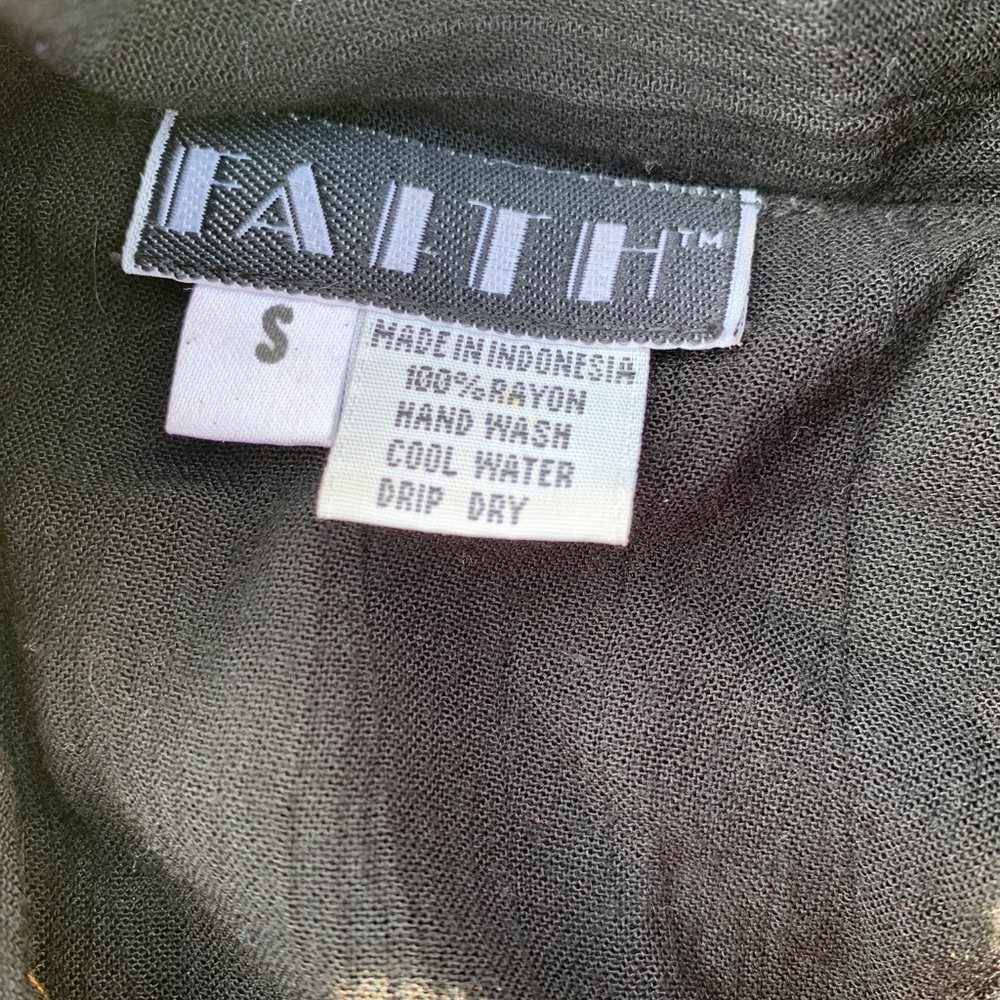 FAITH™
S
MADE IN INDONESIA
100% RAYON
HAND WASH
COOL WATER
DRIP DRY